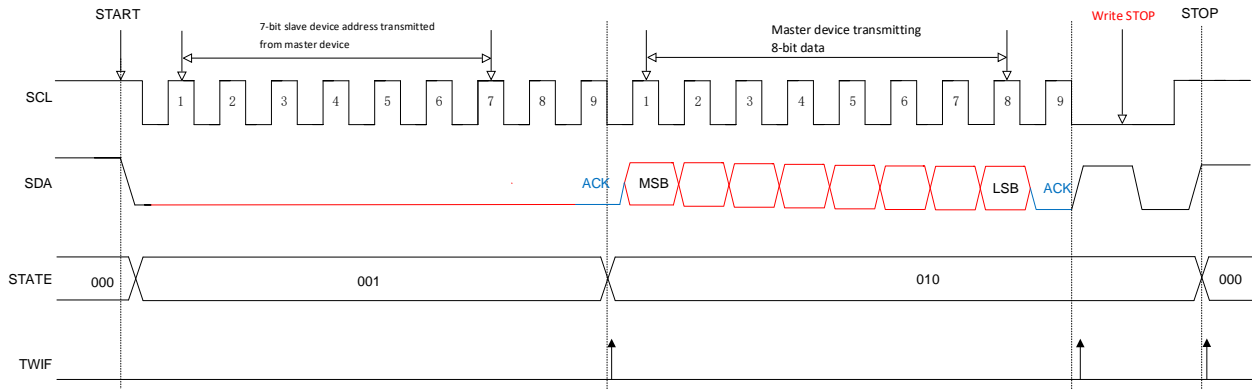 START
7-bit slave device address transmitted
from master device
Master device transmitting
8-bit data
Write STOP
STOP
SCL
1 2 3 4 5 6 7 8 9 1 2 3 4 5 6 7 8 9
SDA
ACK MSB LSB ACK
STATE
000 001 010 000
TWIF